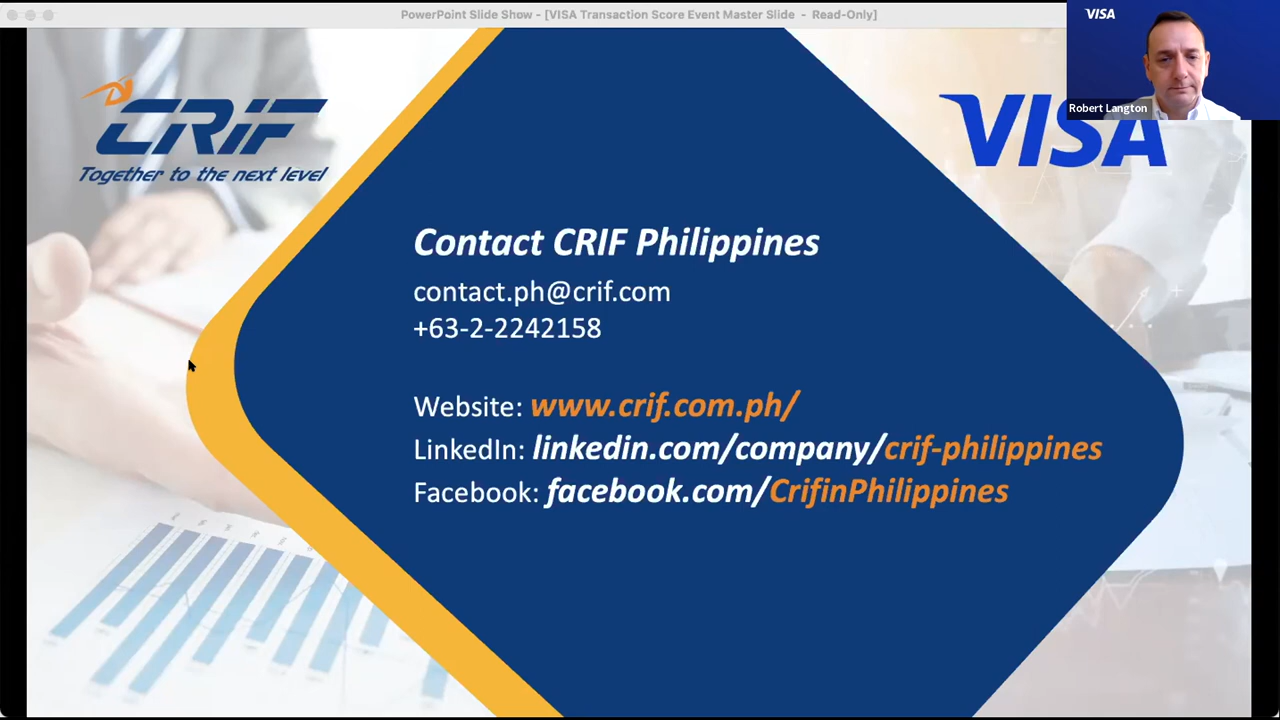 PowerPoint Slide Show - [VISA Transaction Score Event Master Slide - Read-Only]
VISA
Robert Langton
CRIF
Together to the next level
VISA
Contact CRIF Philippines
contact.ph@crif.com
+63-2-2242158
Website: www.crif.com.ph/
LinkedIn: linkedin.com/company/crif-philippines
Facebook: facebook.com/CrifinPhilippines